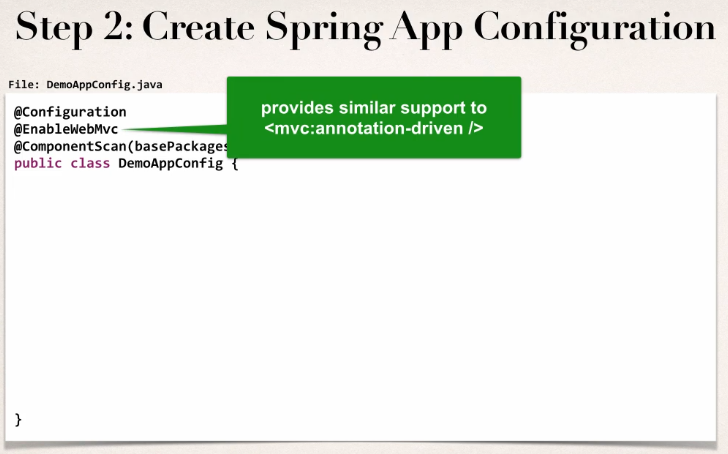 Step 2: Create Spring App Configuration
File: DemoAppConfig.java
@Configuration
@EnableWebMvc
@ComponentScan(basePackages
public class DemoAppConfig {
provides similar support to
<mvc:annotation-driven />
}